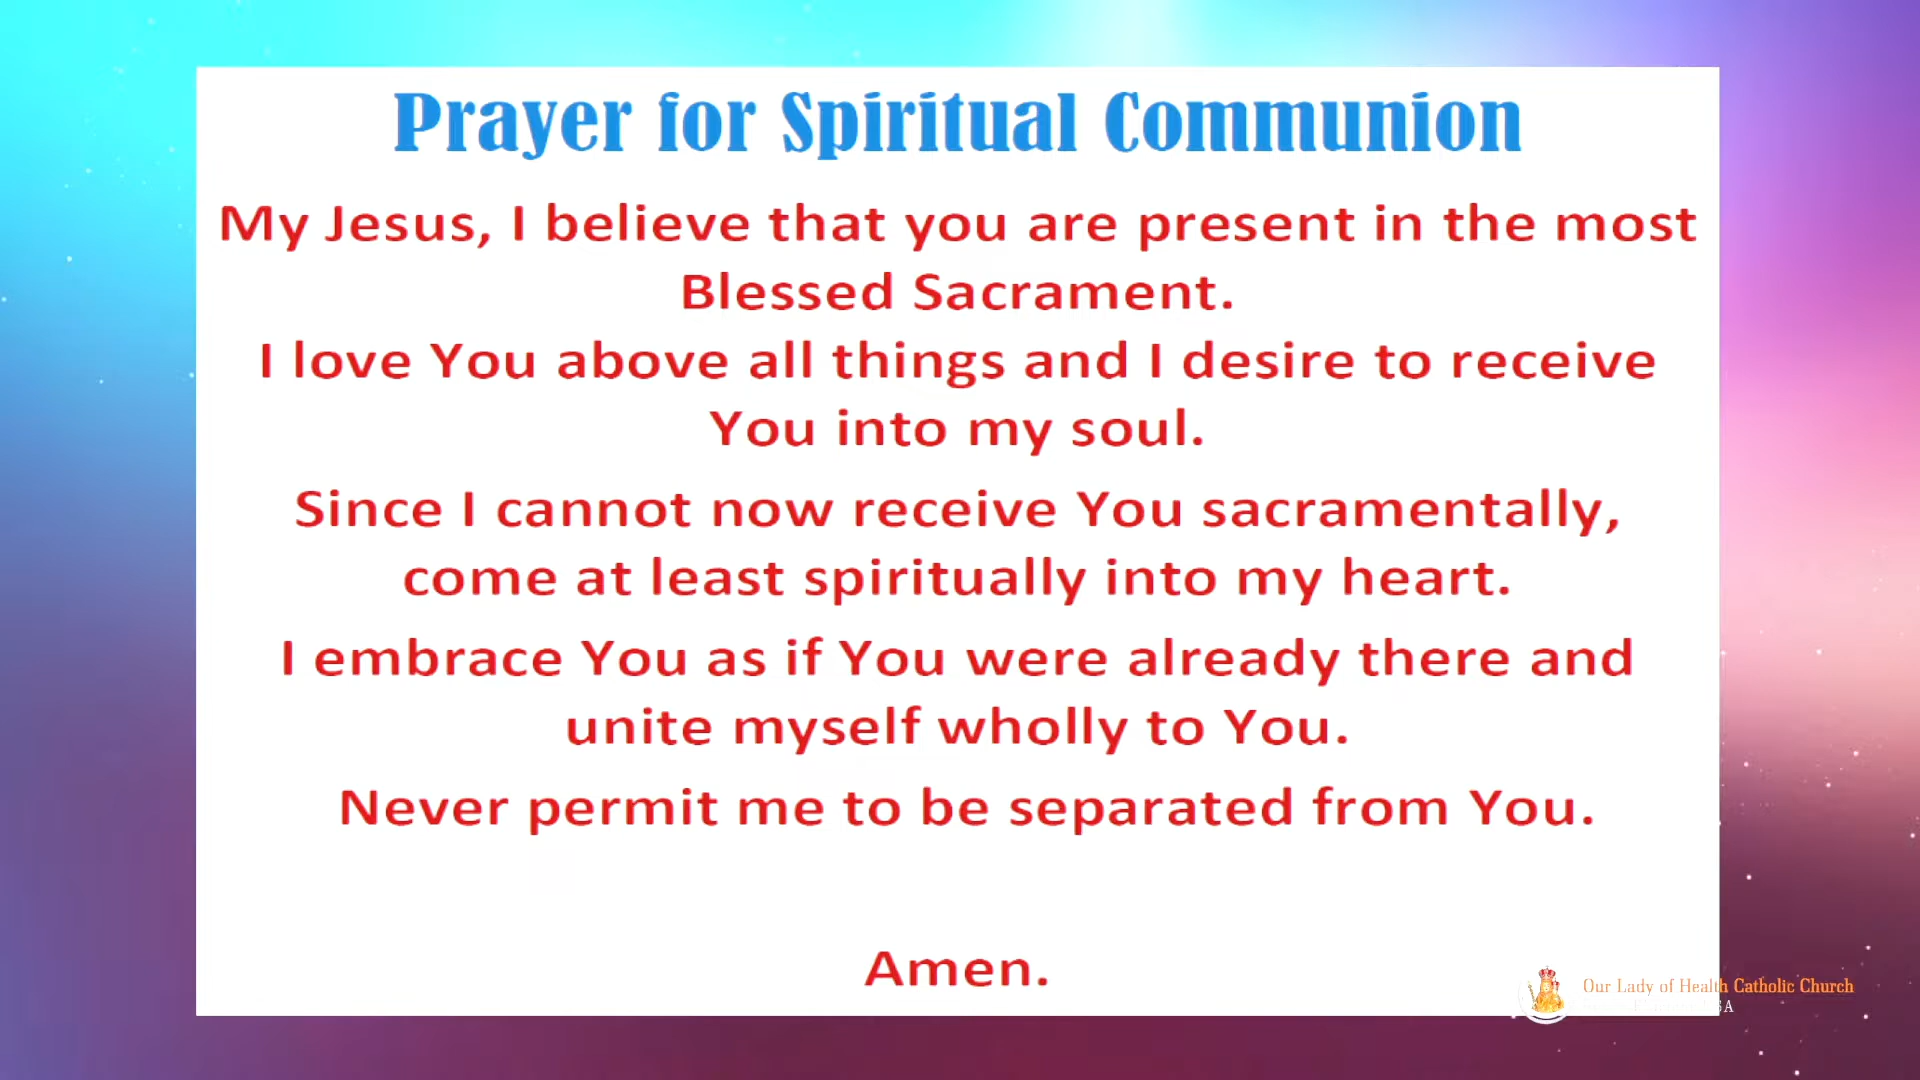 Prayer for Spiritual Communion
My Jesus, I believe that you are present in the most
Blessed Sacrament.
I love You above all things and I desire to receive
You into my soul.
Since I cannot now receive You sacramentally,
come at least spiritually into my heart.
I embrace You as if You were already there and
unite myself wholly to You.
Never permit me to be separated from You.
Amen.
Our Lady of Health Catholic Church